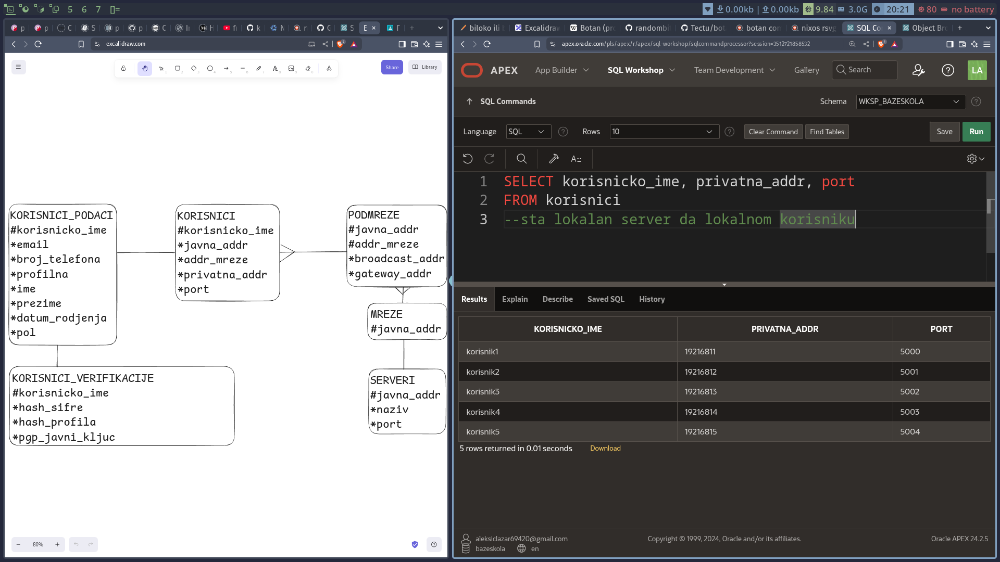 5 6 7 []=
0.00kb | 0.00kb 9.84 3.0G 20:21 80 no battery
excalidraw.com
Share
Library
KORISNICI_PODACI
#korisnicko_ime
*email
*broj_telefona
*profilna
*ime
*prezime
*datum_rodjenja
*pol
KORISNICI
#korisnicko_ime
*javna_addr
*addr_mreze
*privatna_addr
*port
PODMREZE
#javna_addr
#addr_mreze
*broadcast_addr
*gateway_addr
MREZE
#javna_addr
KORISNICI_VERIFIKACIJE
#korisnicko_ime
*hash_sifre
*hash_profila
*pgp_javni_kljuc
SERVERI
#javna_addr
*naziv
*port
80%
biloko ili Excalidraw Botan (pro randombi Tectu/bot botan con nixos rsvg SQL Co Object Bro
apex.oracle.com/pls/apex/r/apex/sql-workshop/sqlcommandprocessor?session=3512721858532
APEX App Builder SQL Workshop Team Development Gallery Search LA
SQL Commands Schema WKSP_BAZESKOLA
Language SQL Rows 10 Clear Command Find Tables Save Run
1 SELECT korisnicko_ime, privatna_addr, port
2 FROM korisnici
3 --sta lokalan server da lokalnom korisniku
Results Explain Describe Saved SQL History
KORISNICKO_IME PRIVATNA_ADDR PORT
korisnik1 19216811 5000
korisnik2 19216812 5001
korisnik3 19216813 5002
korisnik4 19216814 5003
korisnik5 19216815 5004
5 rows returned in 0.01 seconds Download
aleksiclazar69420@gmail.com
bazeskola en
Copyright © 1999, 2024, Oracle and/or its affiliates.
Oracle APEX 24.2.5